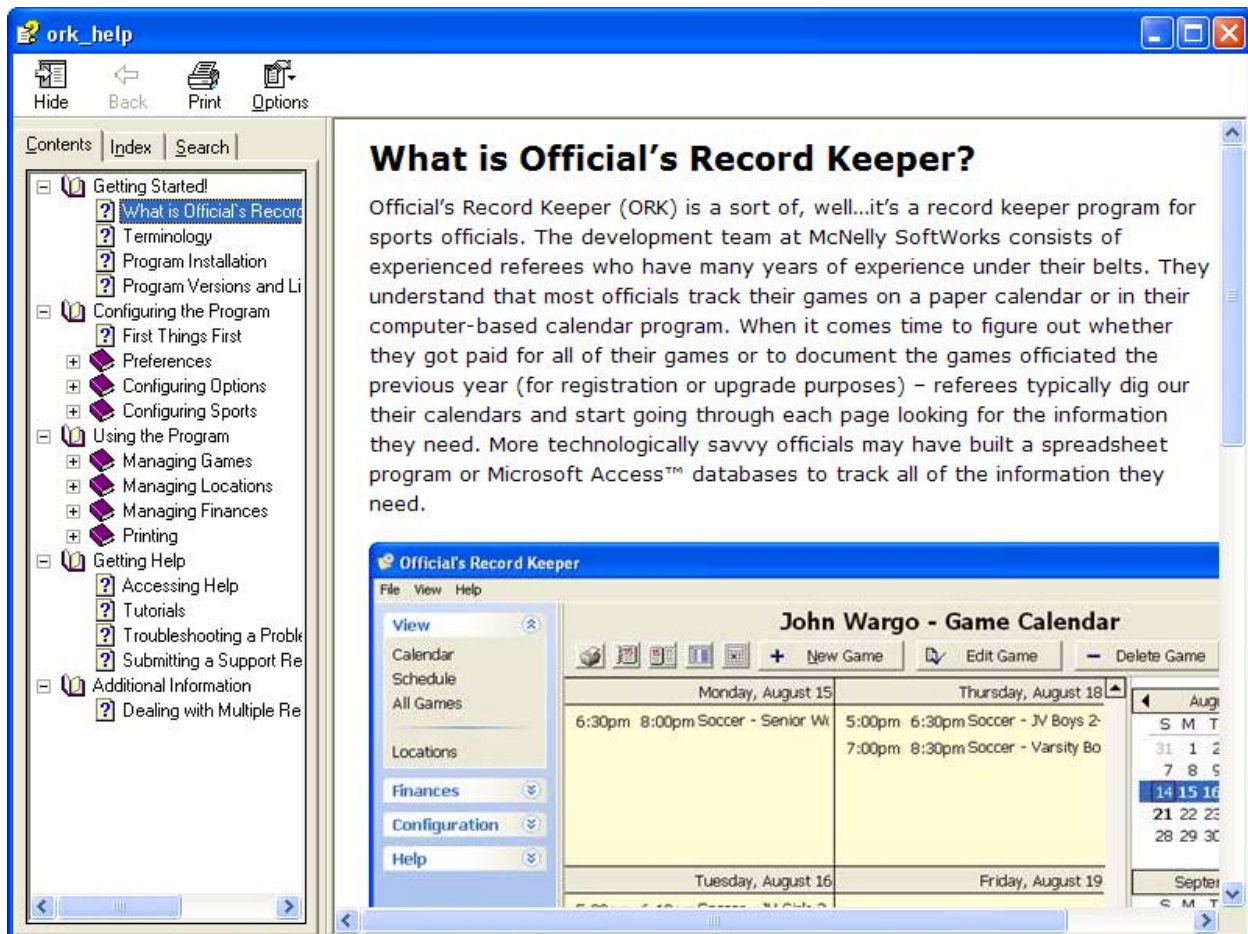 ork_help
Hide Back Print Options
Contents Index Search
Getting Started!
What is Official's Record
Terminology
Program Installation
Program Versions and Li
Configuring the Program
First Things First
Preferences
Configuring Options
Configuring Sports
Using the Program
Managing Games
Managing Locations
Managing Finances
Printing
Getting Help
Accessing Help
Tutorials
Troubleshooting a Proble
Submitting a Support Re
Additional Information
Dealing with Multiple Re
What is Official's Record Keeper?
Official's Record Keeper (ORK) is a sort of, well...it's a record keeper program for
sports officials. The development team at McNelly SoftWorks consists of
experienced referees who have many years of experience under their belts. They
understand that most officials track their games on a paper calendar or in their
computer-based calendar program. When it comes time to figure out whether
they got paid for all of their games or to document the games officiated the
previous year (for registration or upgrade purposes) – referees typically dig our
their calendars and start going through each page looking for the information
they need. More technologically savvy officials may have built a spreadsheet
program or Microsoft Access™ databases to track all of the information they
need.
Official's Record Keeper
File View Help
View
Calendar
Schedule
All Games
Locations
Finances
Configuration
Help
John Wargo - Game Calendar
+ New Game Edit Game − Delete Game
Monday, August 15
6:30pm 8:00pm Soccer - Senior Wo
Thursday, August 18
5:00pm 6:30pm Soccer - JV Boys 2-
7:00pm 8:30pm Soccer - Varsity Bo
Tuesday, August 16
Friday, August 19
Augu
S M T
31 1 2
7 8 9
14 15 16
21 22 23
28 29 30
Septer
S M T